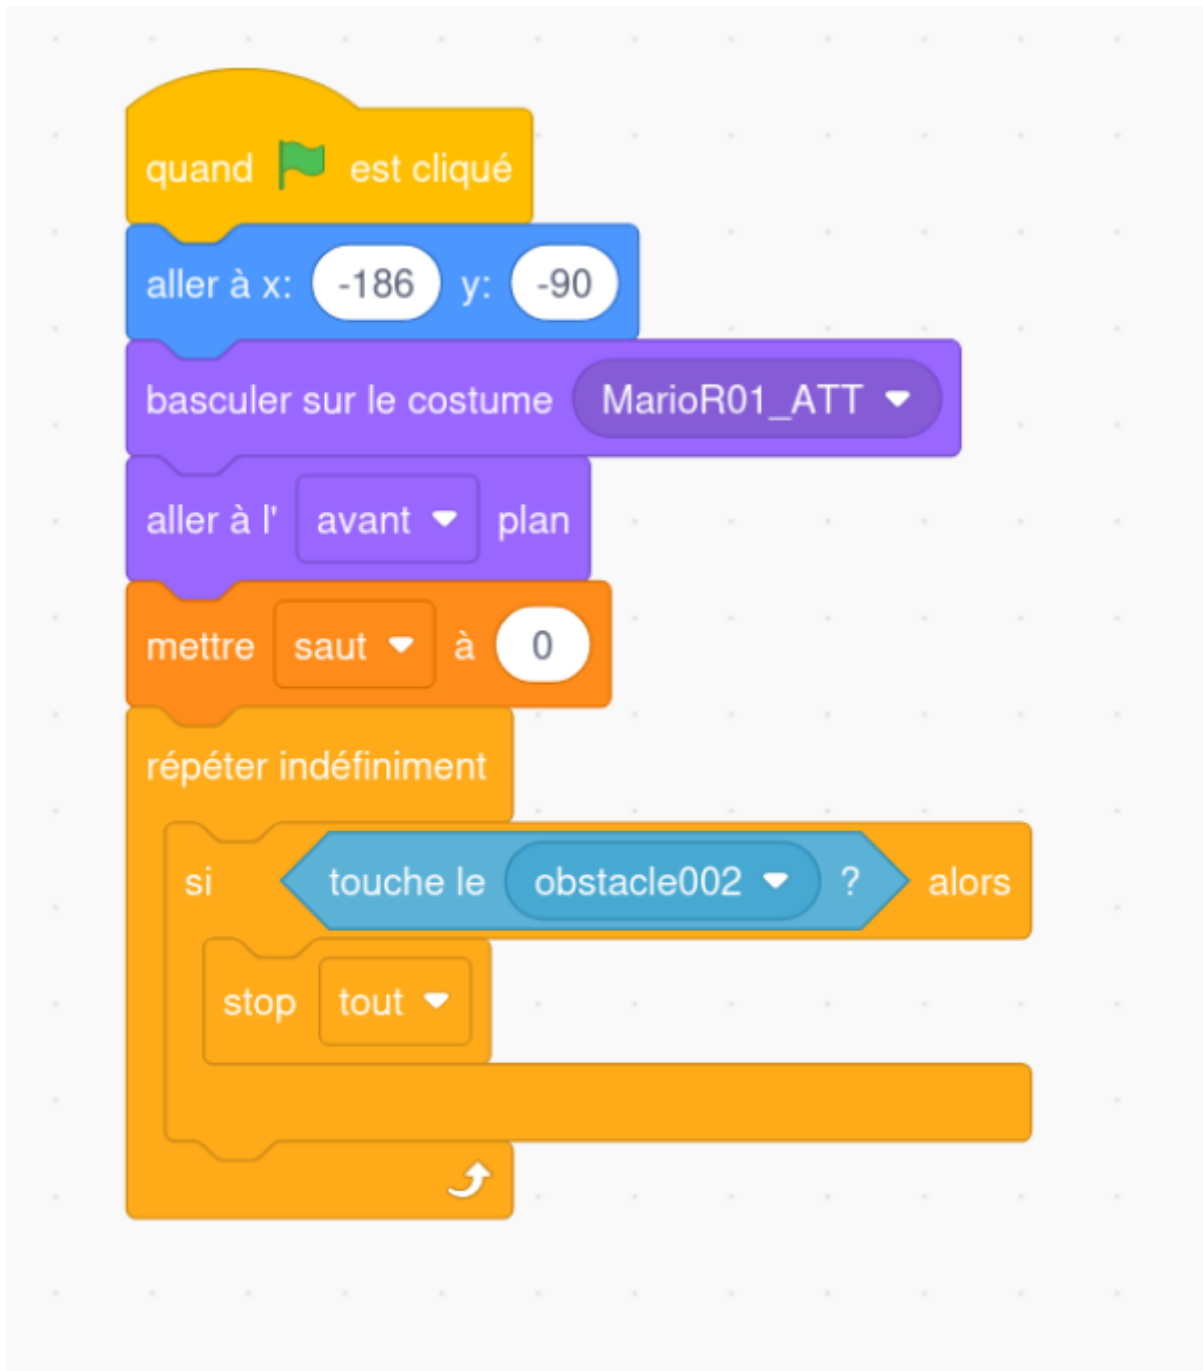 quand est cliqué
aller à x: -186 y: -90
basculer sur le costume MarioR01_ATT
aller à l' avant plan
mettre saut à 0
répéter indéfiniment
si touche le obstacle002 ? alors
stop tout